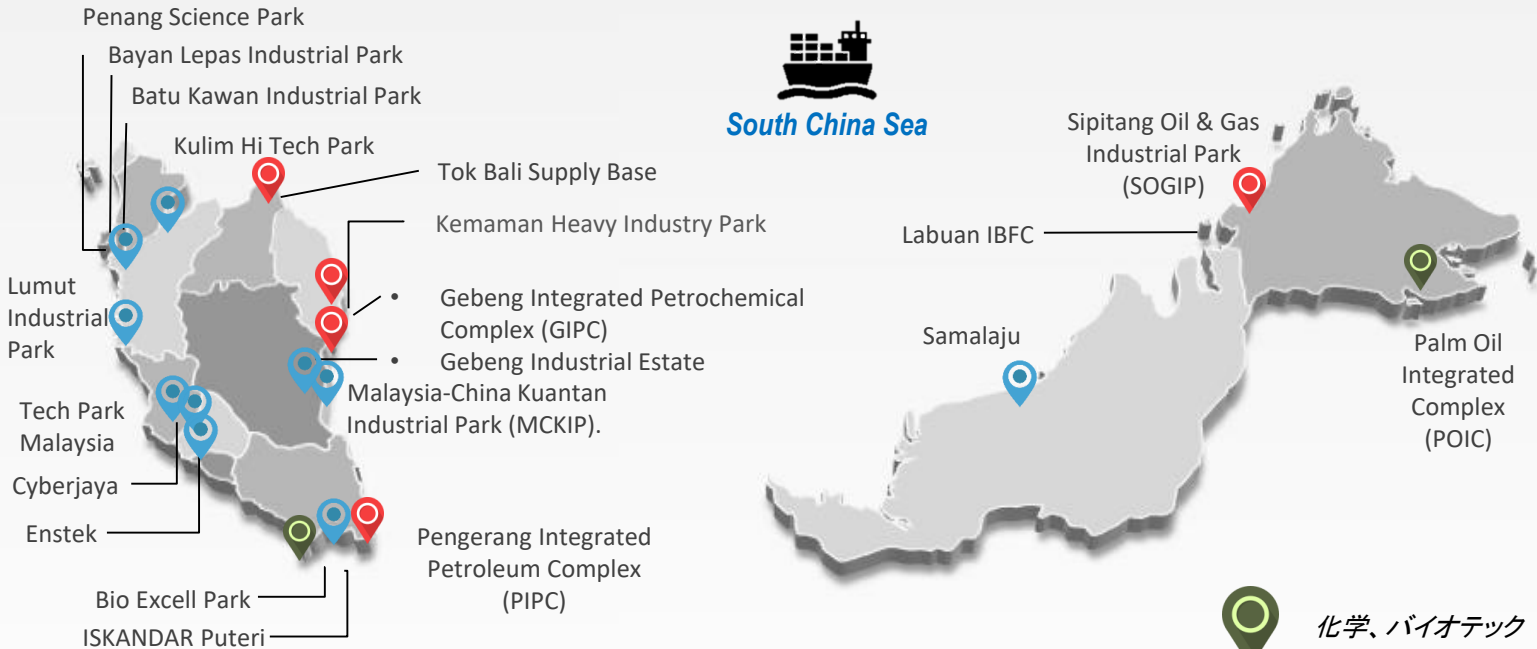 Penang Science Park
Bayan Lepas Industrial Park
Batu Kawan Industrial Park
Kulim Hi Tech Park
Tok Bali Supply Base
Kemaman Heavy Industry Park
• Gebeng Integrated Petrochemical
Complex (GIPC)
• Gebeng Industrial Estate
Malaysia-China Kuantan
Industrial Park (MCKIP).
Lumut
Industrial
Park
Tech Park
Malaysia
Cyberjaya
Enstek
Bio Excell Park
ISKANDAR Puteri
Pengerang Integrated
Petroleum Complex
(PIPC)
South China Sea
Sipitang Oil & Gas
Industrial Park
(SOGIP)
Labuan IBFC
Samalaju
Palm Oil
Integrated
Complex
(POIC)
化学、バイオテック